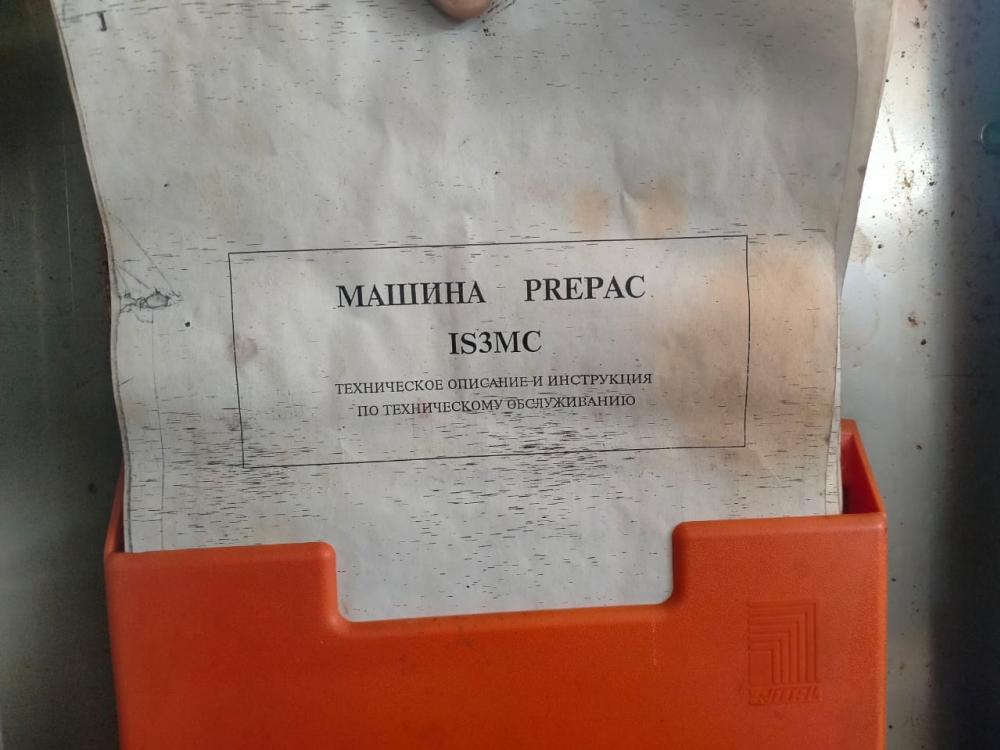 МАШИНА PREPAC
IS3MC
ТЕХНИЧЕСКОЕ ОПИСАНИЕ И ИНСТРУКЦИЯ
ПО ТЕХНИЧЕСКОМУ ОБСЛУЖИВАНИЮ